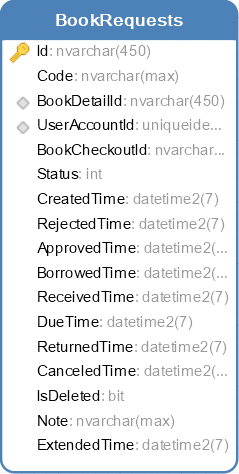 BookRequests
Id: nvarchar(450)
Code: nvarchar(max)
BookDetailId: nvarchar(450)
UserAccountId: uniqueide...
BookCheckoutId: nvarchar...
Status: int
CreatedTime: datetime2(7)
RejectedTime: datetime2(7)
ApprovedTime: datetime2(...
BorrowedTime: datetime2(...
ReceivedTime: datetime2(7)
DueTime: datetime2(7)
ReturnedTime: datetime2(7)
CanceledTime: datetime2(...
IsDeleted: bit
Note: nvarchar(max)
ExtendedTime: datetime2(7)